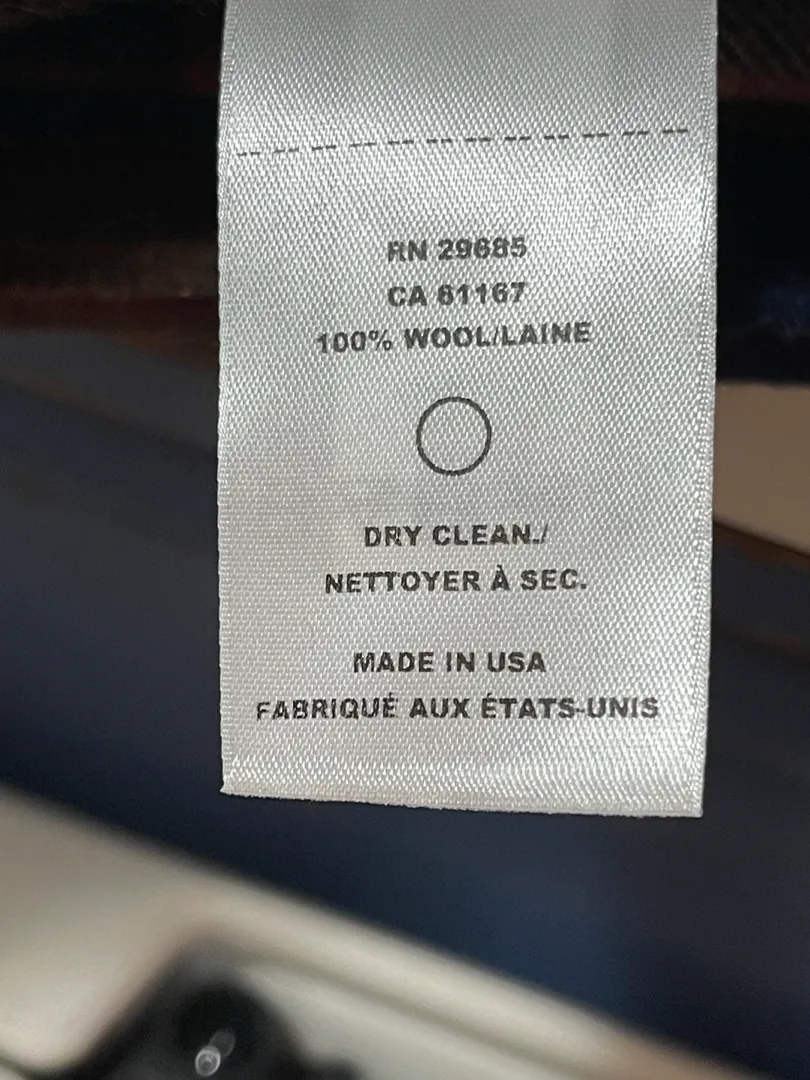 RN 29685
CA 61167
100% WOOL/LAINE
DRY CLEAN./
NETTOYER À SEC.
MADE IN USA
FABRIQUÉ AUX ÉTATS-UNIS